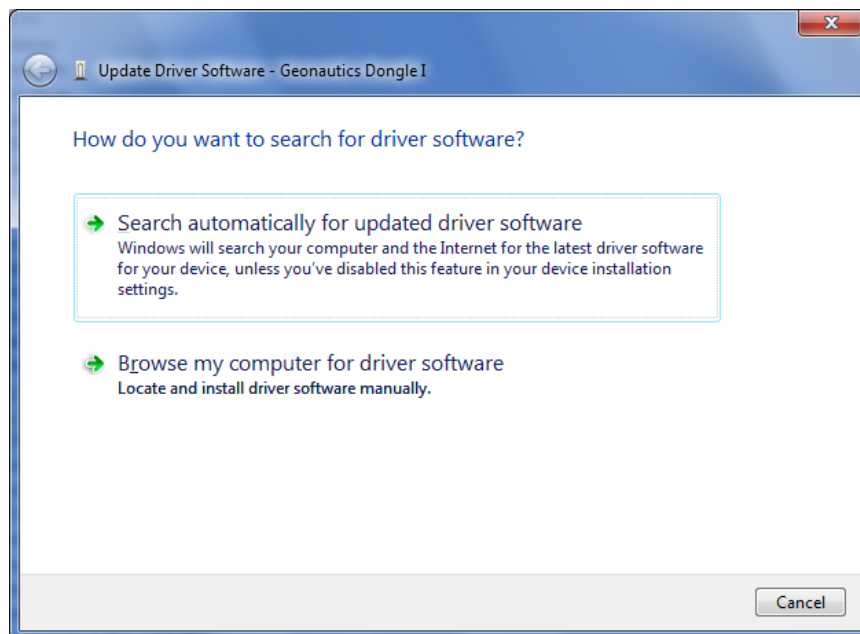 Update Driver Software - Geonautics Dongle I
How do you want to search for driver software?
Search automatically for updated driver software
Windows will search your computer and the Internet for the latest driver software
for your device, unless you've disabled this feature in your device installation
settings.
Browse my computer for driver software
Locate and install driver software manually.
Cancel